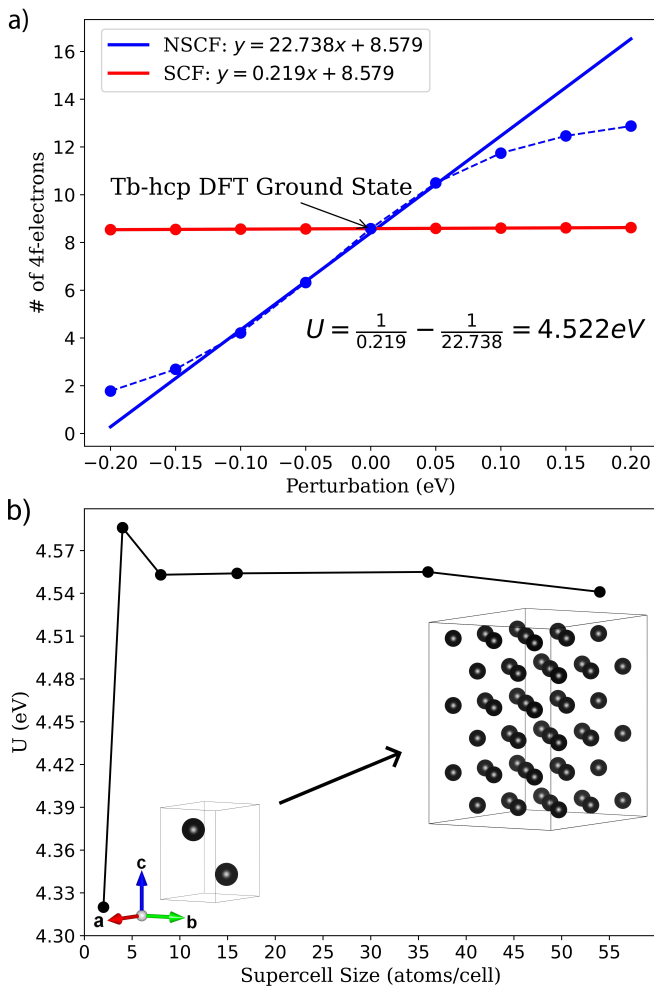 a)
NSCF: y = 22.738x + 8.579
SCF: y = 0.219x + 8.579
Tb-hcp DFT Ground State
U = 1/0.219 − 1/22.738 = 4.522eV
# of 4f-electrons
16
14
12
10
8
6
4
2
0
−0.20 −0.15 −0.10 −0.05 0.00 0.05 0.10 0.15 0.20
Perturbation (eV)
b)
U (eV)
4.57
4.54
4.51
4.48
4.45
4.42
4.39
4.36
4.33
4.30
c
a
b
0 5 10 15 20 25 30 35 40 45 50 55
Supercell Size (atoms/cell)